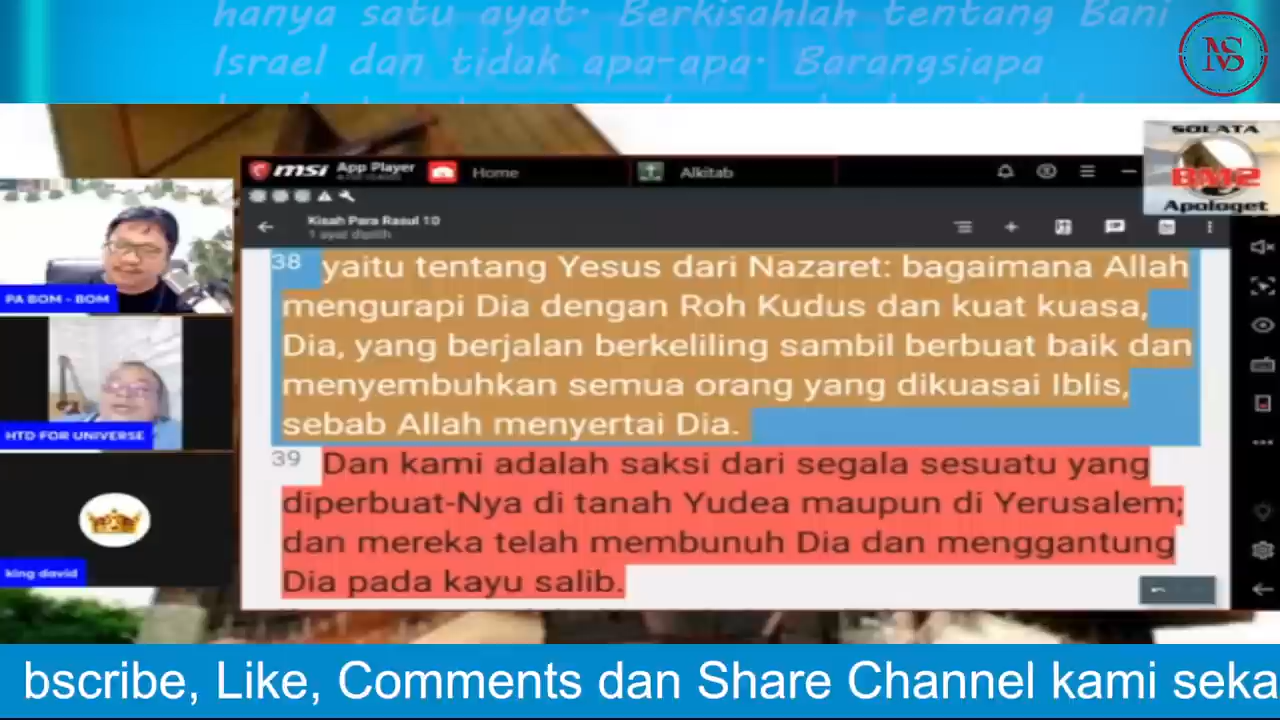 hanya satu ayat. Berkisahlah tentang Bani
Israel dan tidak apa-apa. Barangsiapa
MS
SOLATA
BM2
Apologet
msi App Player
Home
Alkitab
Kisah Para Rasul 10
1 ayat dipilih
38 yaitu tentang Yesus dari Nazaret: bagaimana Allah
mengurapi Dia dengan Roh Kudus dan kuat kuasa,
Dia, yang berjalan berkeliling sambil berbuat baik dan
menyembuhkan semua orang yang dikuasai Iblis,
sebab Allah menyertai Dia.
39 Dan kami adalah saksi dari segala sesuatu yang
diperbuat-Nya di tanah Yudea maupun di Yerusalem;
dan mereka telah membunuh Dia dan menggantung
Dia pada kayu salib.
PA BOM - BOM
HTD FOR UNIVERSE
king david
bscribe, Like, Comments dan Share Channel kami seka